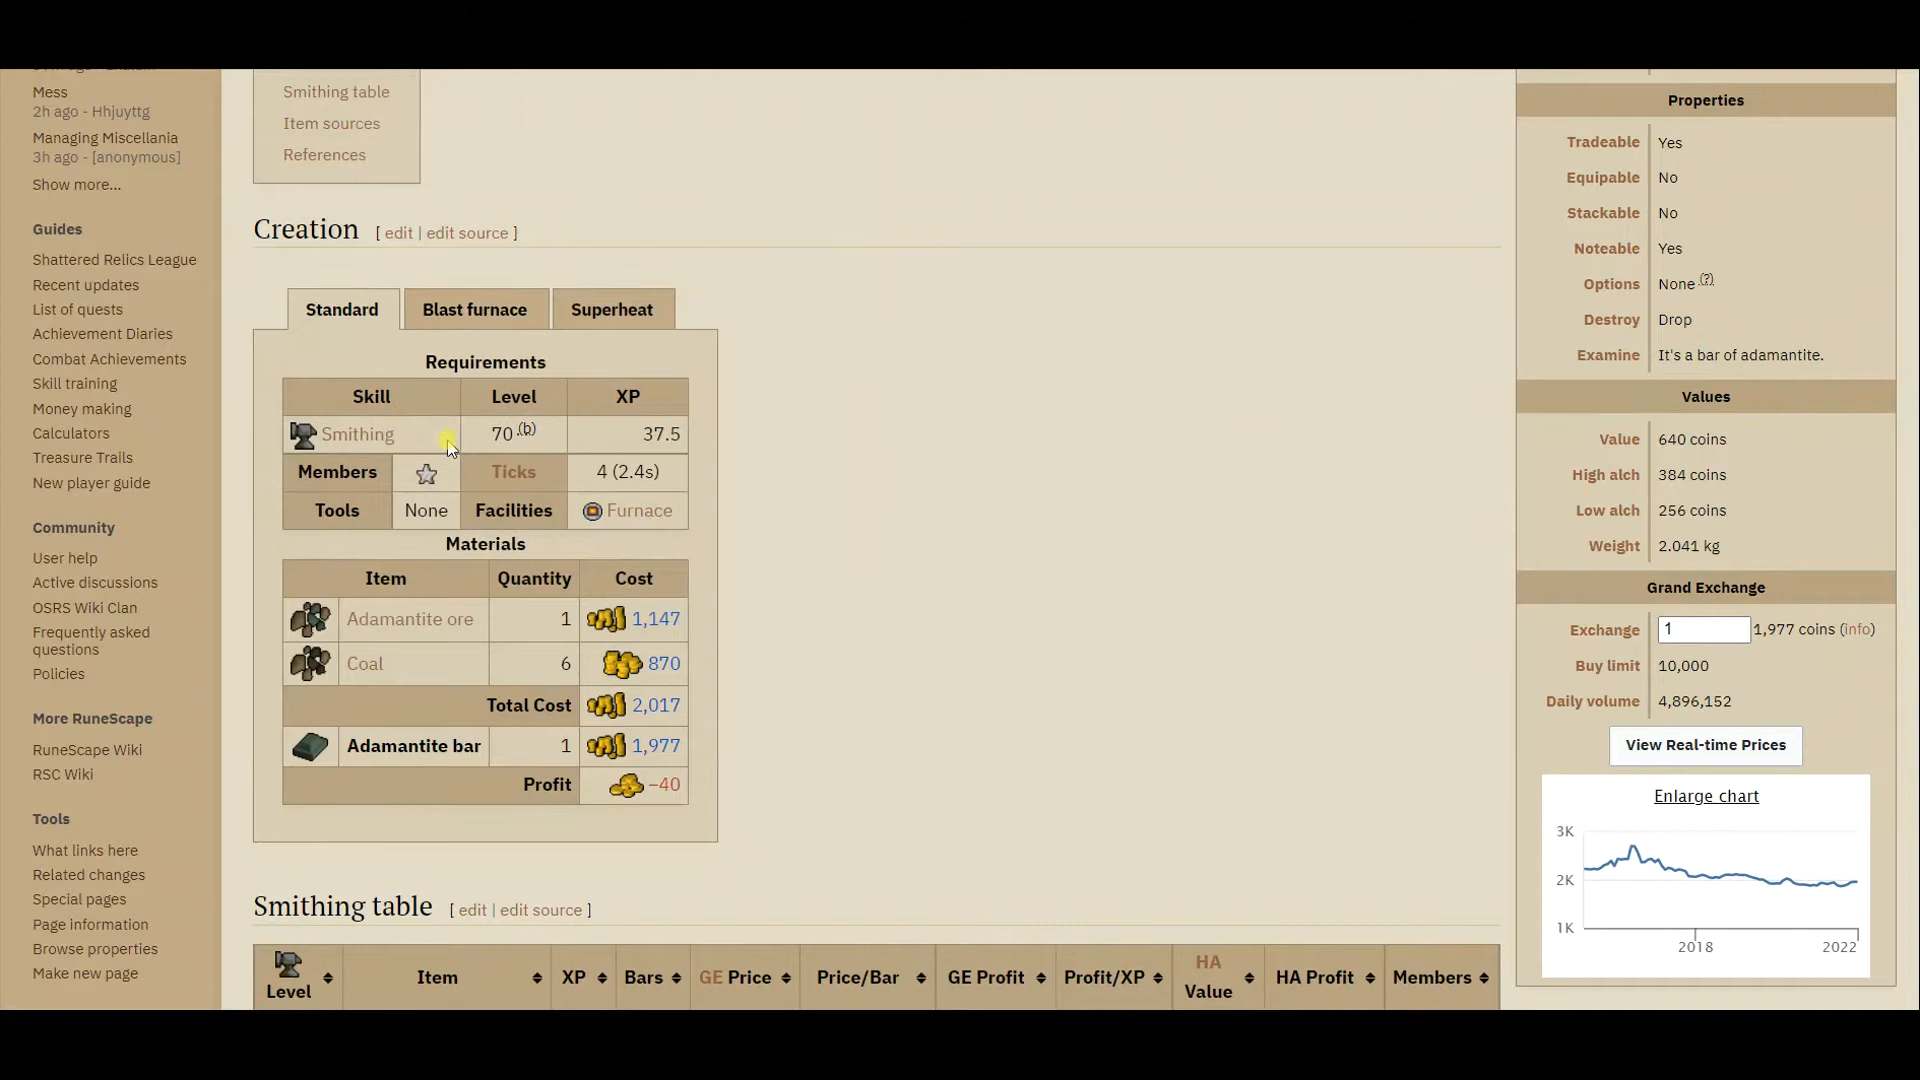 Mess
2h ago - Hhjuyttg
Managing Miscellania
3h ago - [anonymous]
Show more...
Guides
Shattered Relics League
Recent updates
List of quests
Achievement Diaries
Combat Achievements
Skill training
Money making
Calculators
Treasure Trails
New player guide
Community
User help
Active discussions
OSRS Wiki Clan
Frequently asked
questions
Policies
More RuneScape
RuneScape Wiki
RSC Wiki
Tools
What links here
Related changes
Special pages
Page information
Browse properties
Make new page
Smithing table
Item sources
References
Creation [ edit | edit source ]
Standard Blast furnace Superheat
Requirements
Skill Level XP
Smithing 70 (b) 37.5
Members Ticks 4 (2.4s)
Tools None Facilities Furnace
Materials
Item Quantity Cost
Adamantite ore 1 1,147
Coal 6 870
Total Cost 2,017
Adamantite bar 1 1,977
Profit −40
Smithing table [ edit | edit source ]
Level Item XP Bars GE Price Price/Bar GE Profit Profit/XP HA Value HA Profit Members
Properties
Tradeable Yes
Equipable No
Stackable No
Noteable Yes
Options None (?)
Destroy Drop
Examine It's a bar of adamantite.
Values
Value 640 coins
High alch 384 coins
Low alch 256 coins
Weight 2.041 kg
Grand Exchange
Exchange 1 1,977 coins (info)
Buy limit 10,000
Daily volume 4,896,152
View Real-time Prices
Enlarge chart
3K
2K
1K
2018 2022